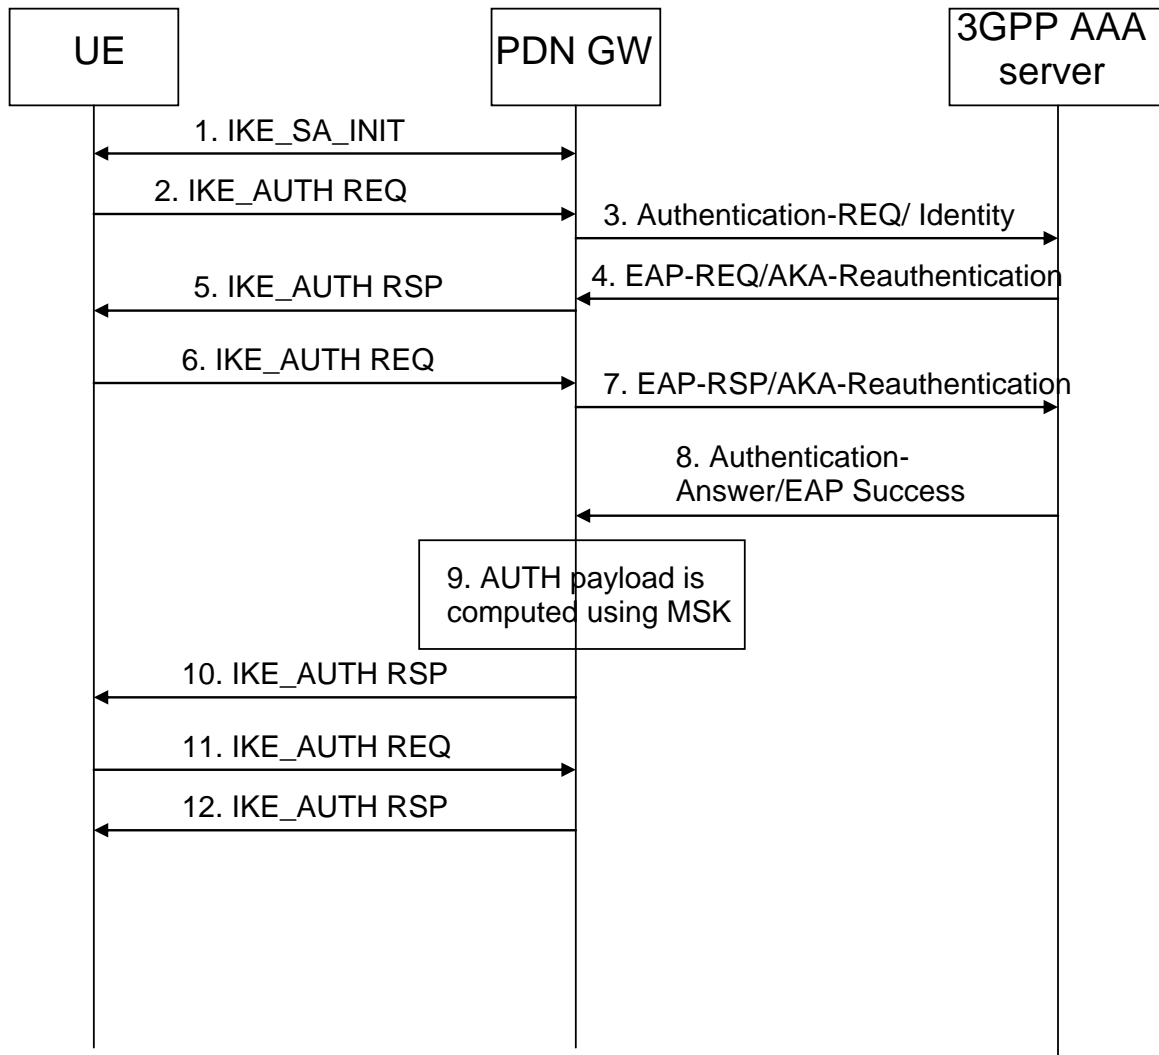 UE
PDN GW
3GPP AAA
server
1. IKE_SA_INIT
2. IKE_AUTH REQ
3. Authentication-REQ/ Identity
4. EAP-REQ/AKA-Reauthentication
5. IKE_AUTH RSP
6. IKE_AUTH REQ
7. EAP-RSP/AKA-Reauthentication
8. Authentication-
Answer/EAP Success
9. AUTH payload is
computed using MSK
10. IKE_AUTH RSP
11. IKE_AUTH REQ
12. IKE_AUTH RSP